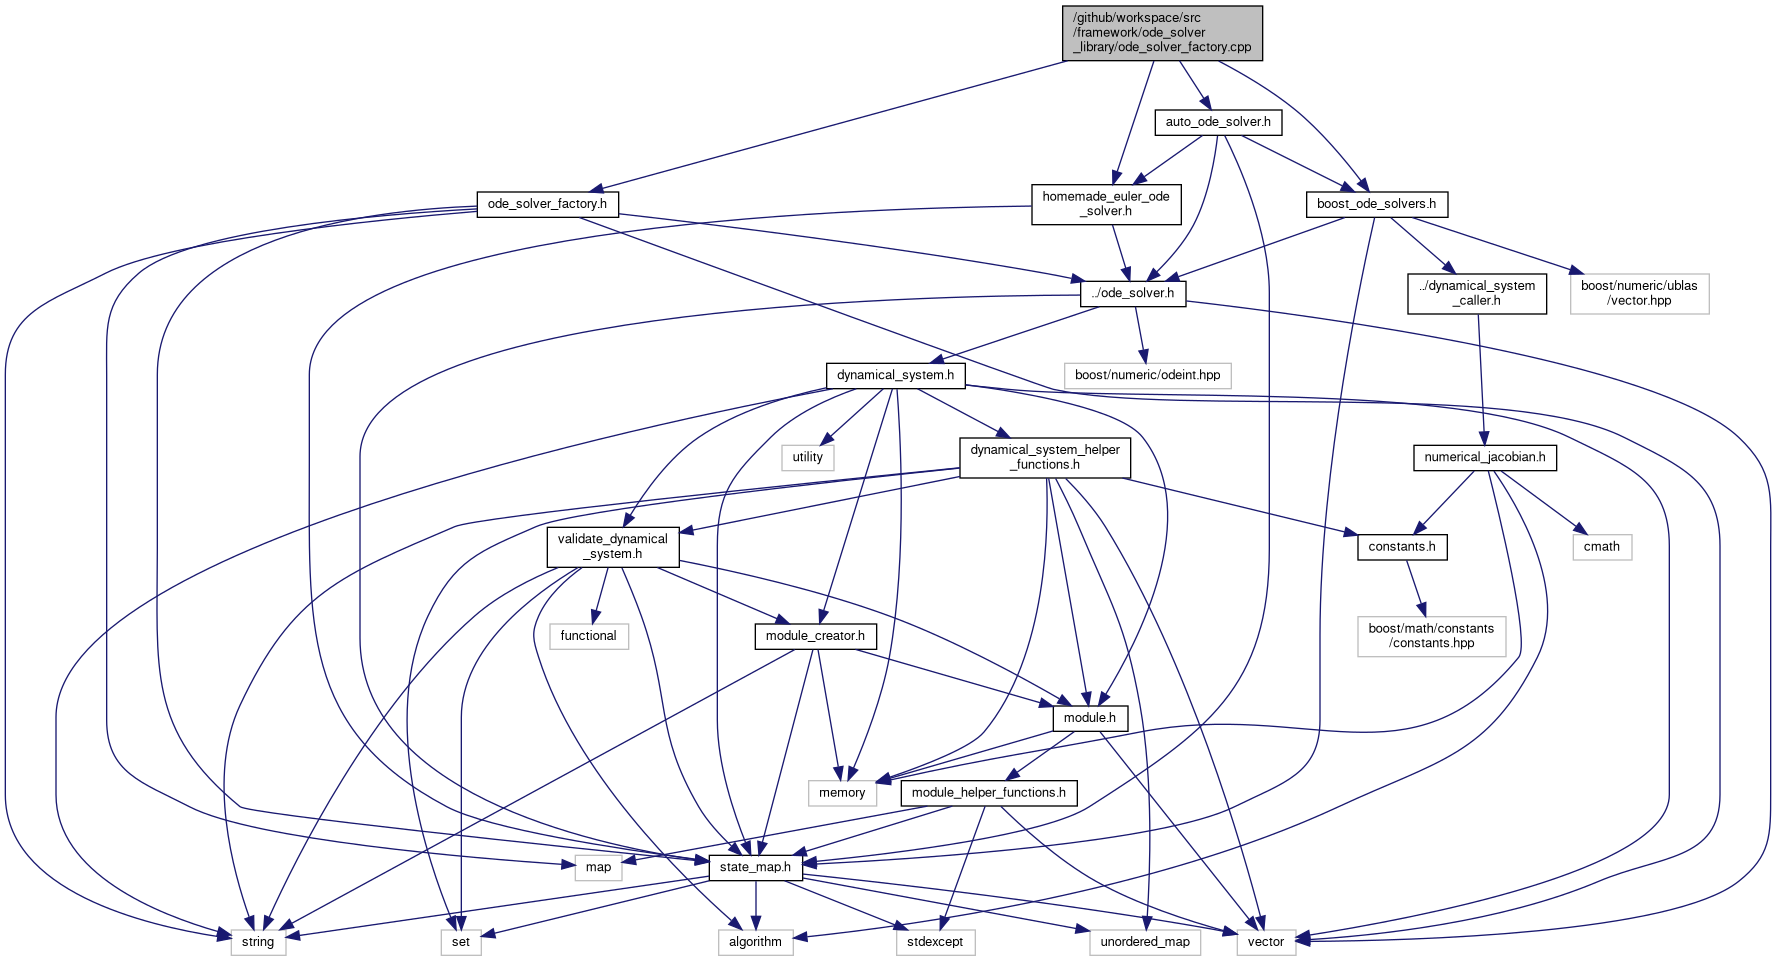 /github/workspace/src
/framework/ode_solver
_library/ode_solver_factory.cpp
auto_ode_solver.h
ode_solver_factory.h
homemade_euler_ode
_solver.h
boost_ode_solvers.h
../ode_solver.h
../dynamical_system
_caller.h
boost/numeric/ublas
/vector.hpp
dynamical_system.h
boost/numeric/odeint.hpp
utility
dynamical_system_helper
_functions.h
numerical_jacobian.h
validate_dynamical
_system.h
constants.h
cmath
functional
module_creator.h
boost/math/constants
/constants.hpp
module.h
memory
module_helper_functions.h
map
state_map.h
string
set
algorithm
stdexcept
unordered_map
vector